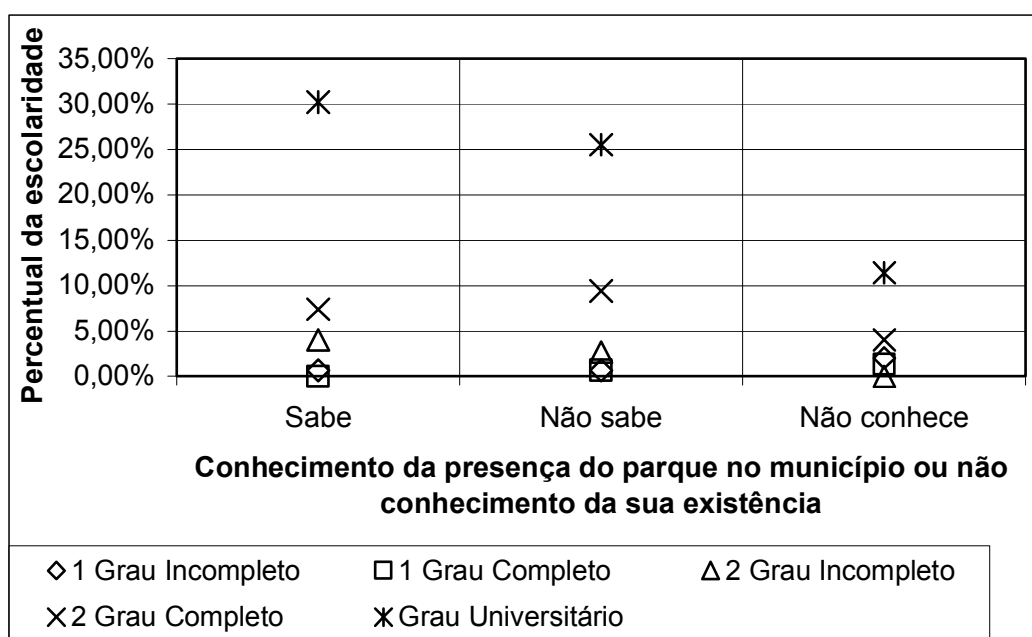 Percentual da escolaridade
35,00%
30,00%
25,00%
20,00%
15,00%
10,00%
5,00%
0,00%
Sabe
Não sabe
Não conhece
Conhecimento da presença do parque no município ou não
conhecimento da sua existência
1 Grau Incompleto
1 Grau Completo
2 Grau Incompleto
2 Grau Completo
Grau Universitário